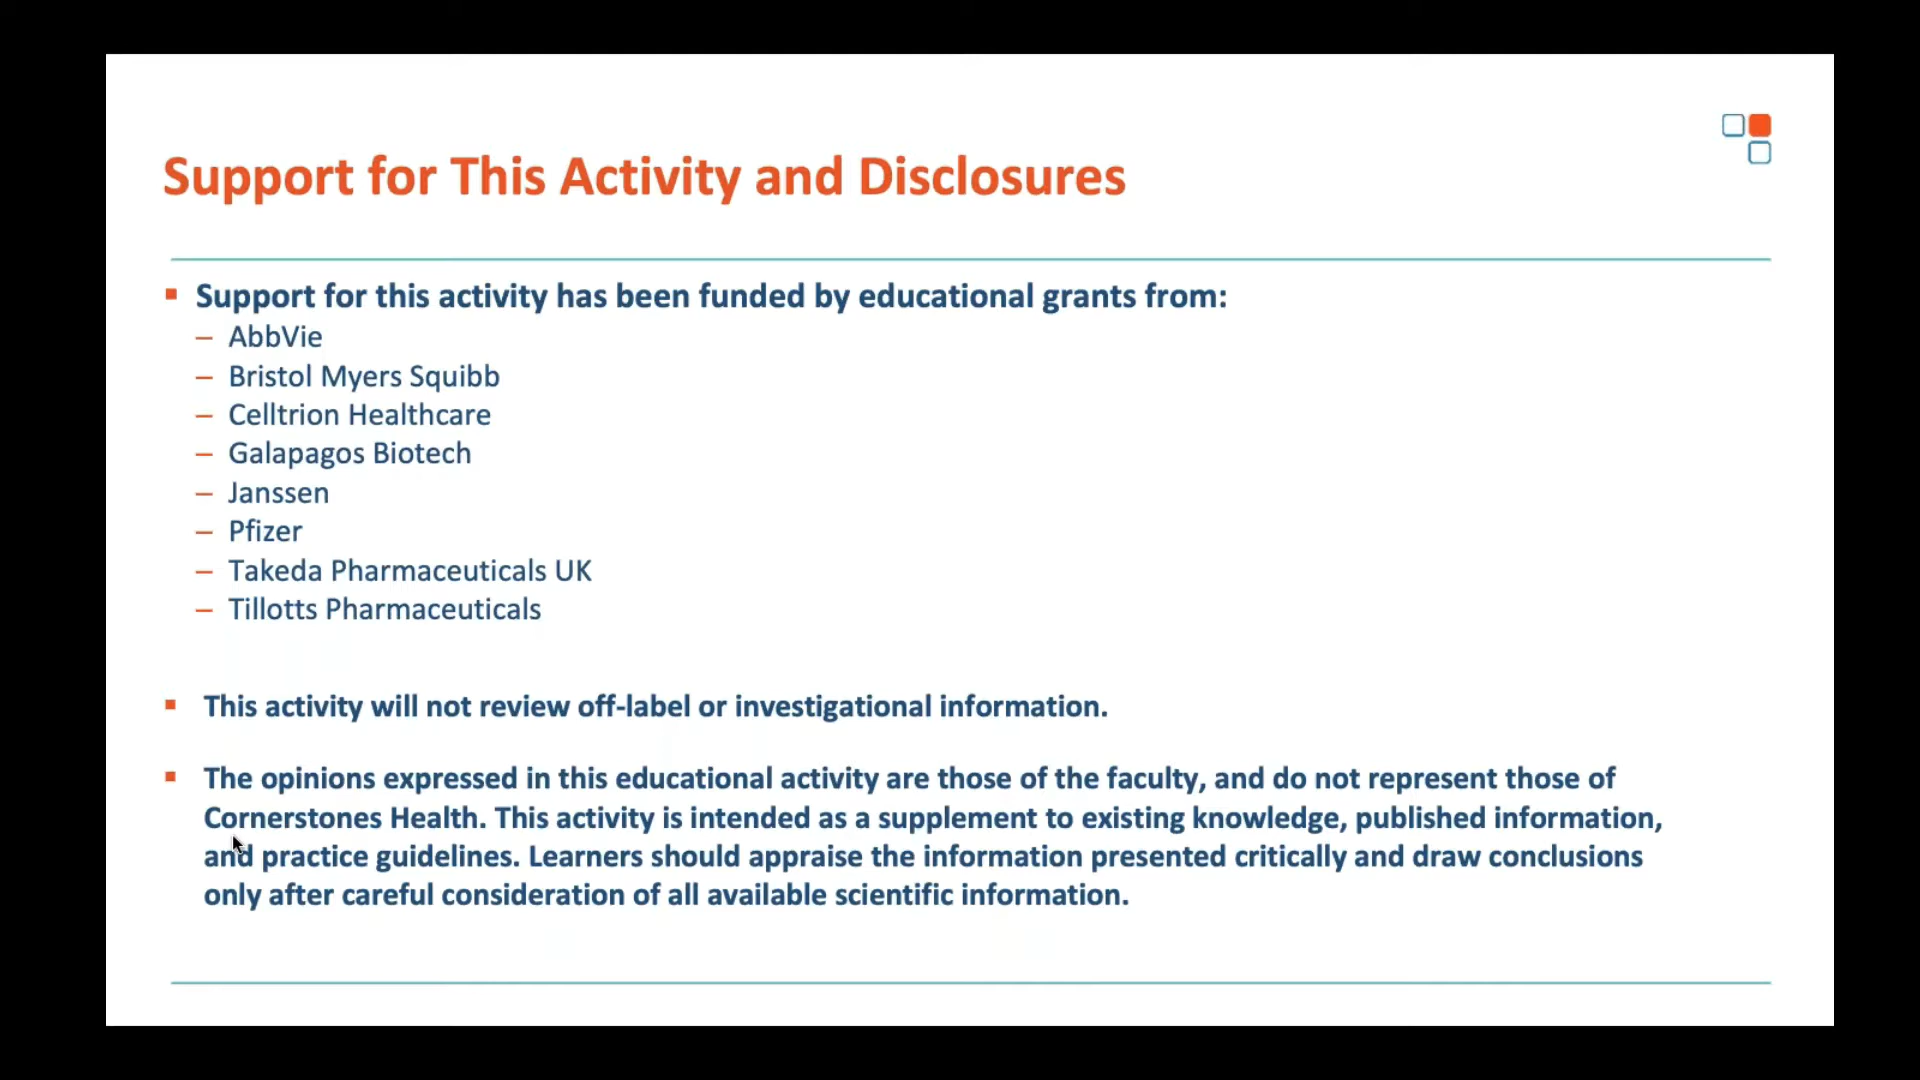 Support for This Activity and Disclosures
▪ Support for this activity has been funded by educational grants from:
– AbbVie
– Bristol Myers Squibb
– Celltrion Healthcare
– Galapagos Biotech
– Janssen
– Pfizer
– Takeda Pharmaceuticals UK
– Tillotts Pharmaceuticals
▪ This activity will not review off-label or investigational information.
▪ The opinions expressed in this educational activity are those of the faculty, and do not represent those of
Cornerstones Health. This activity is intended as a supplement to existing knowledge, published information,
and practice guidelines. Learners should appraise the information presented critically and draw conclusions
only after careful consideration of all available scientific information.